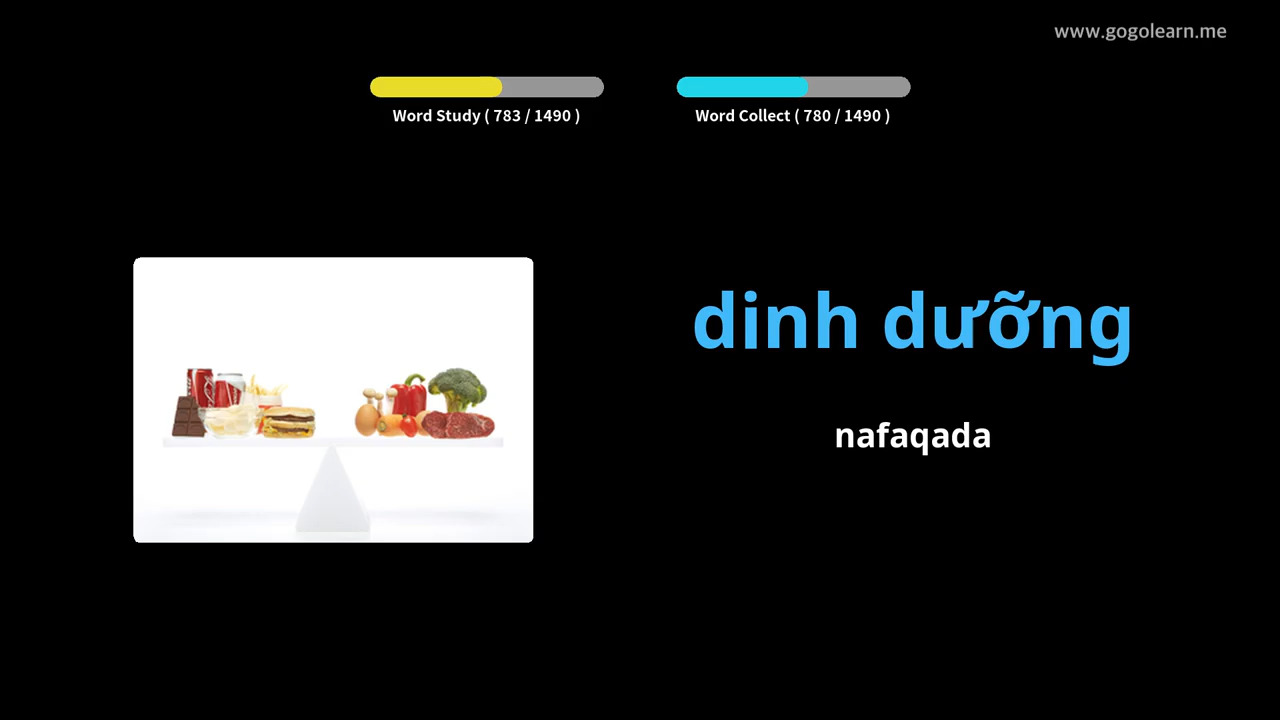 www.gogolearn.me
Word Study ( 783 / 1490 )
Word Collect ( 780 / 1490 )
dinh dưỡng
nafaqada